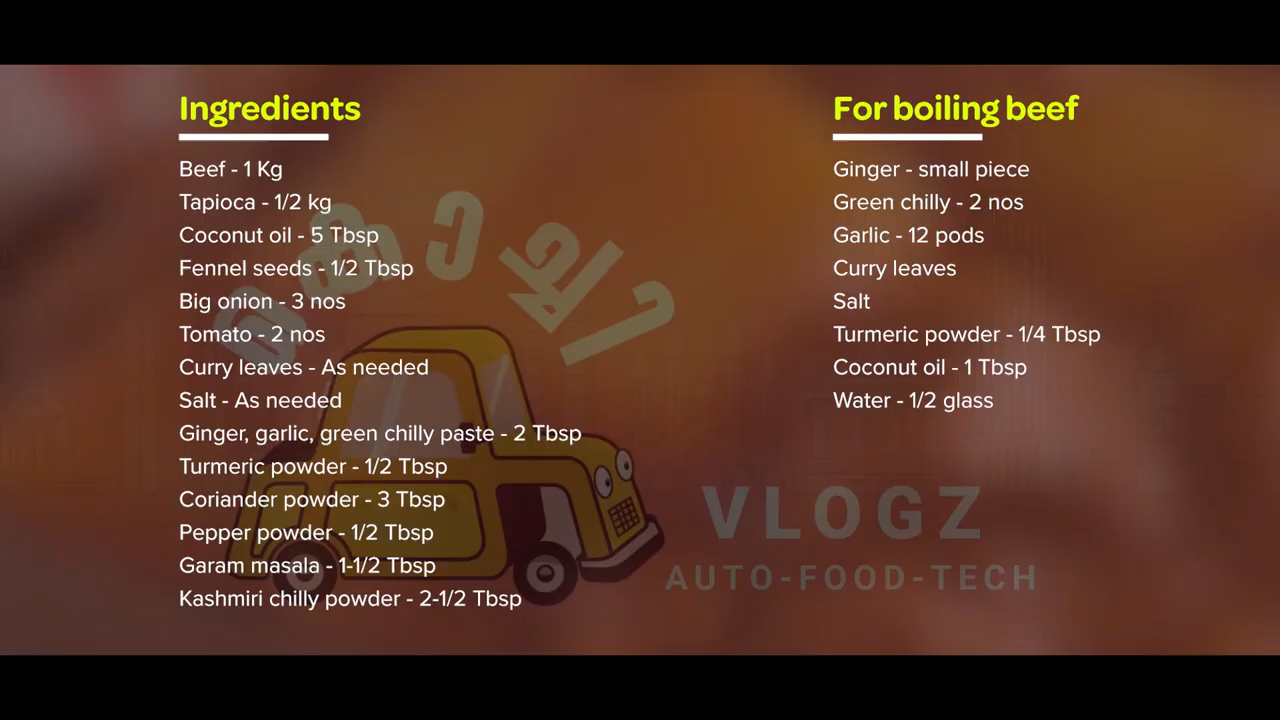 Ingredients
Beef - 1 Kg
Tapioca - 1/2 kg
Coconut oil - 5 Tbsp
Fennel seeds - 1/2 Tbsp
Big onion - 3 nos
Tomato - 2 nos
Curry leaves - As needed
Salt - As needed
Ginger, garlic, green chilly paste - 2 Tbsp
Turmeric powder - 1/2 Tbsp
Coriander powder - 3 Tbsp
Pepper powder - 1/2 Tbsp
Garam masala - 1-1/2 Tbsp
Kashmiri chilly powder - 2-1/2 Tbsp
For boiling beef
Ginger - small piece
Green chilly - 2 nos
Garlic - 12 pods
Curry leaves
Salt
Turmeric powder - 1/4 Tbsp
Coconut oil - 1 Tbsp
Water - 1/2 glass
VLOGZ
AUTO-FOOD-TECH